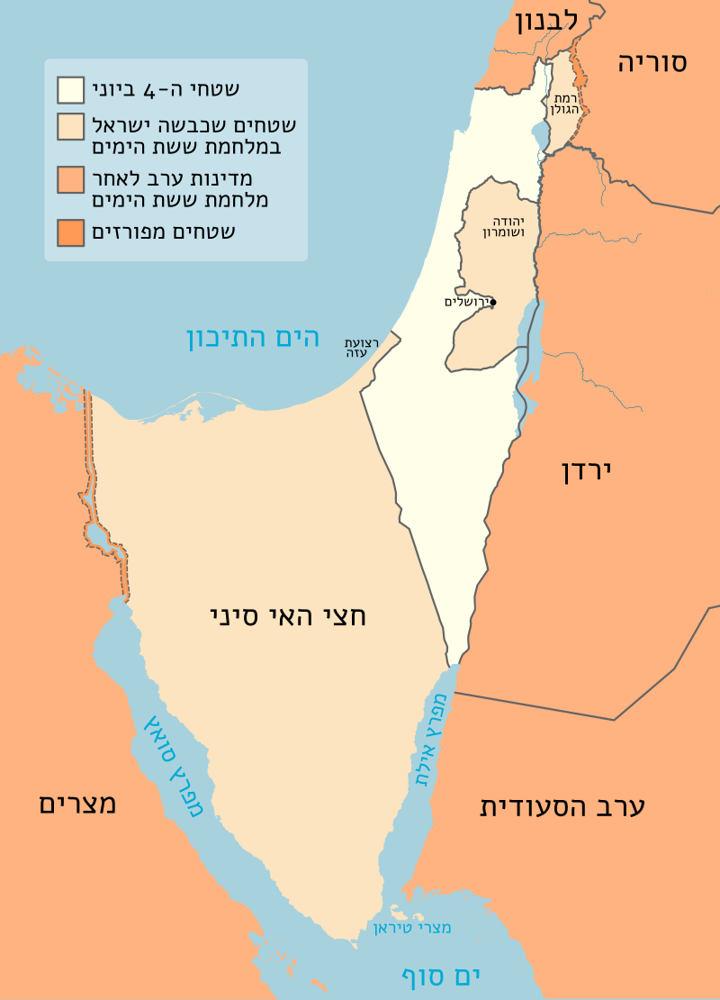 לבנון
סוריה
שטחי ה-4 ביוני
שטחים שכבשה ישראל
במלחמת ששת הימים
מדינות ערב לאחר
מלחמת ששת הימים
שטחים מפורזים
רמת
הגולן
יהודה
ושומרון
ירושלים
הים התיכון
רצועת
עזה
ירדן
חצי האי סיני
מפרץ אילת
מפרץ סואץ
מצרים
ערב הסעודית
מצרי טיראן
ים סוף